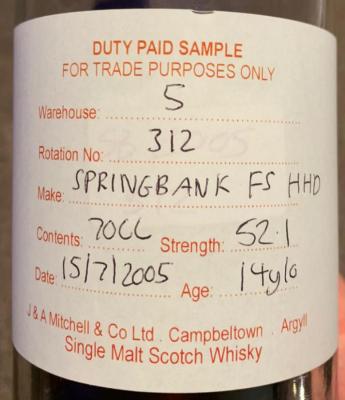 DUTY PAID SAMPLE
FOR TRADE PURPOSES ONLY
Warehouse: 5
Rotation No: 312
Make: SPRINGBANK FS HHD
Contents: 70CL Strength: 52.1
Date: 15/7/2005 Age: 14y/o
J & A Mitchell & Co Ltd . Campbeltown . Argyll
Single Malt Scotch Whisky